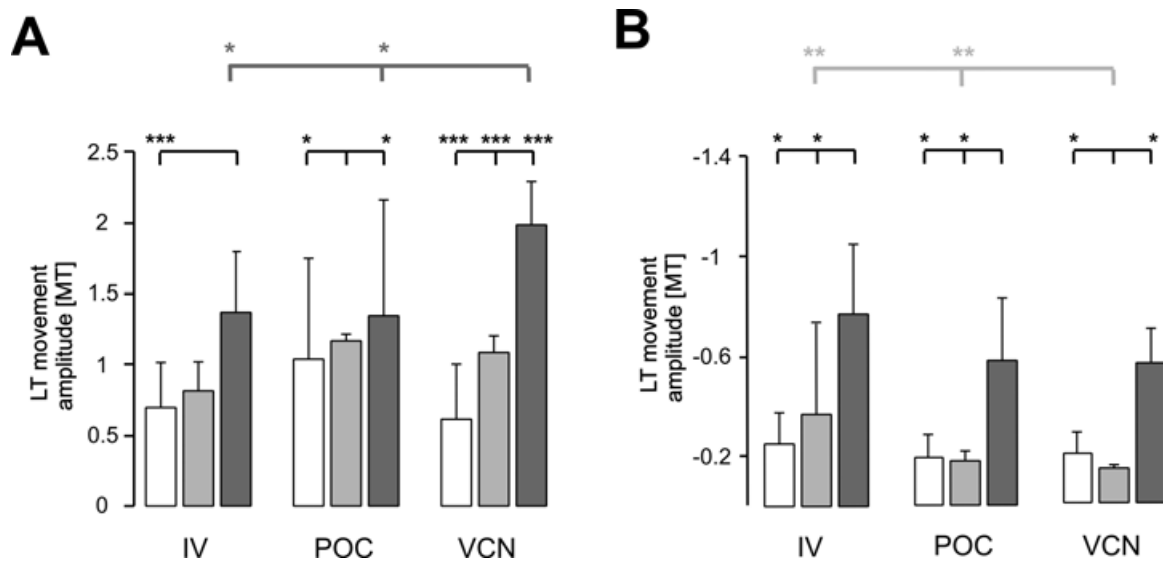 A
* *
*** * * *** *** ***
2.5
2
1.5
1
0.5
0
LT movement
amplitude [MT]
IV POC VCN
B
** **
* * * * * *
-1.4
-1
-0.6
-0.2
LT movement
amplitude [MT]
IV POC VCN